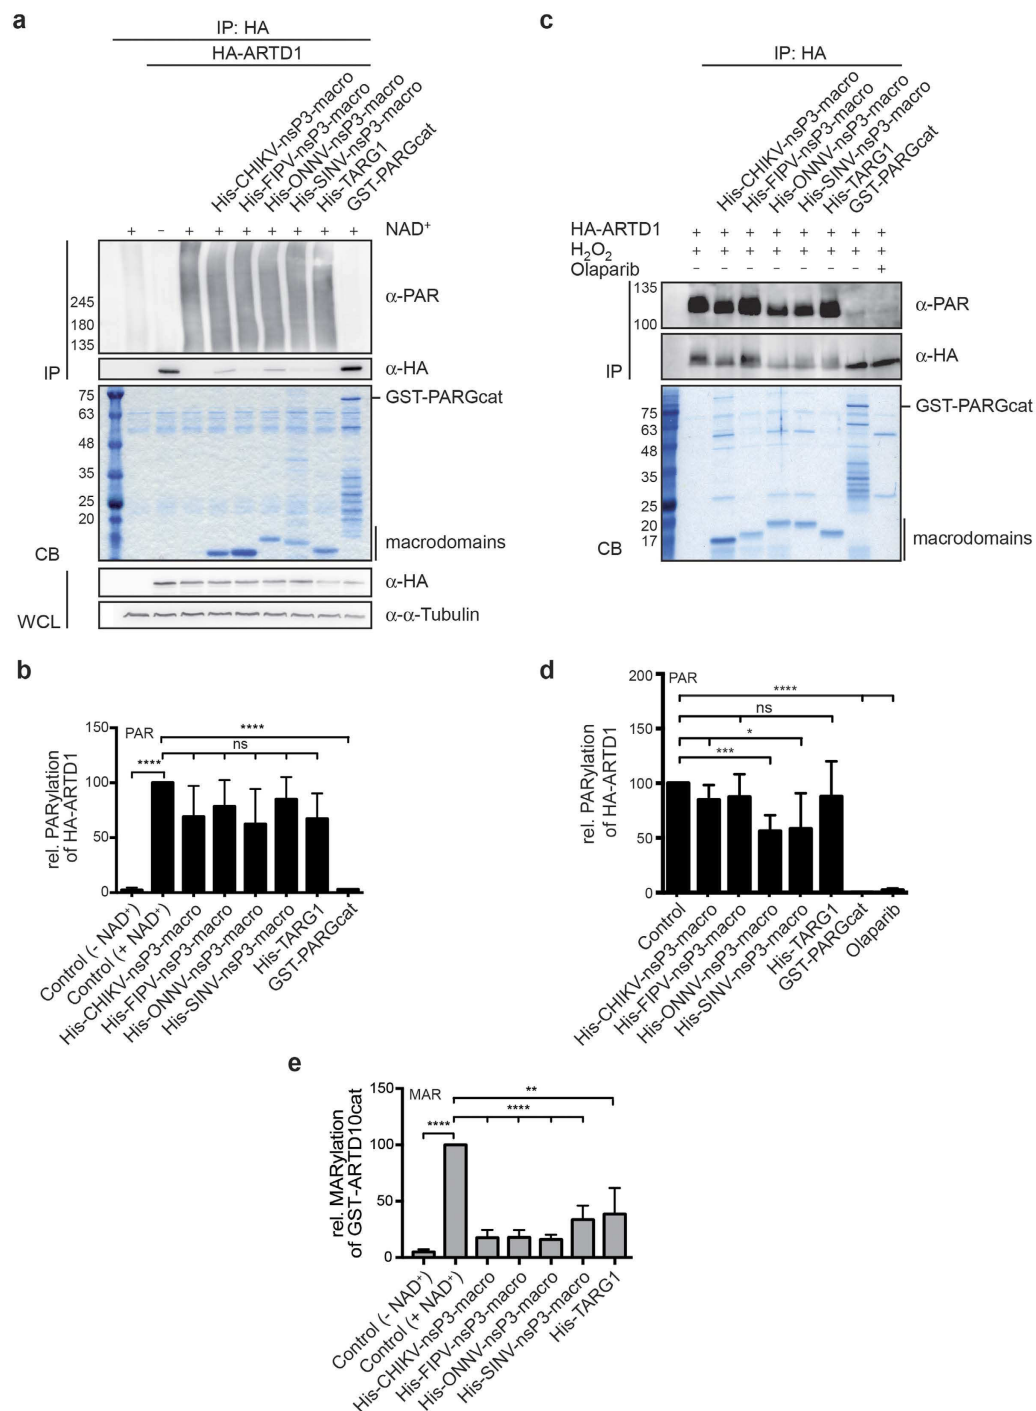 a
IP: HA
HA-ARTD1
His-CHIKV-nsP3-macro
His-FIPV-nsP3-macro
His-ONNV-nsP3-macro
His-SINV-nsP3-macro
His-TARG1
GST-PARGcat
+ – + + + + + + + NAD⁺
245
180
135
α-PAR
IP
α-HA
75
63
48
35
25
20
GST-PARGcat
CB
macrodomains
α-HA
WCL
α-α-Tubulin
c
IP: HA
His-CHIKV-nsP3-macro
His-FIPV-nsP3-macro
His-ONNV-nsP3-macro
His-SINV-nsP3-macro
His-TARG1
GST-PARGcat
HA-ARTD1 + + + + + + + +
H₂O₂ + + + + + + + +
Olaparib – – – – – – – +
135
100
α-PAR
IP
α-HA
75
63
48
35
25
20
17
GST-PARGcat
CB
macrodomains
b
PAR
****
****
ns
150
100
50
0
rel. PARylation
of HA-ARTD1
Control (- NAD⁺)
Control (+ NAD⁺)
His-CHIKV-nsP3-macro
His-FIPV-nsP3-macro
His-ONNV-nsP3-macro
His-SINV-nsP3-macro
His-TARG1
GST-PARGcat
d
PAR
****
ns
*
***
200
150
100
50
0
rel. PARylation
of HA-ARTD1
Control
His-CHIKV-nsP3-macro
His-FIPV-nsP3-macro
His-ONNV-nsP3-macro
His-SINV-nsP3-macro
His-TARG1
GST-PARGcat
Olaparib
e
MAR
**
****
****
150
100
50
0
rel. MARylation
of GST-ARTD10cat
Control (- NAD⁺)
Control (+ NAD⁺)
His-CHIKV-nsP3-macro
His-FIPV-nsP3-macro
His-ONNV-nsP3-macro
His-SINV-nsP3-macro
His-TARG1